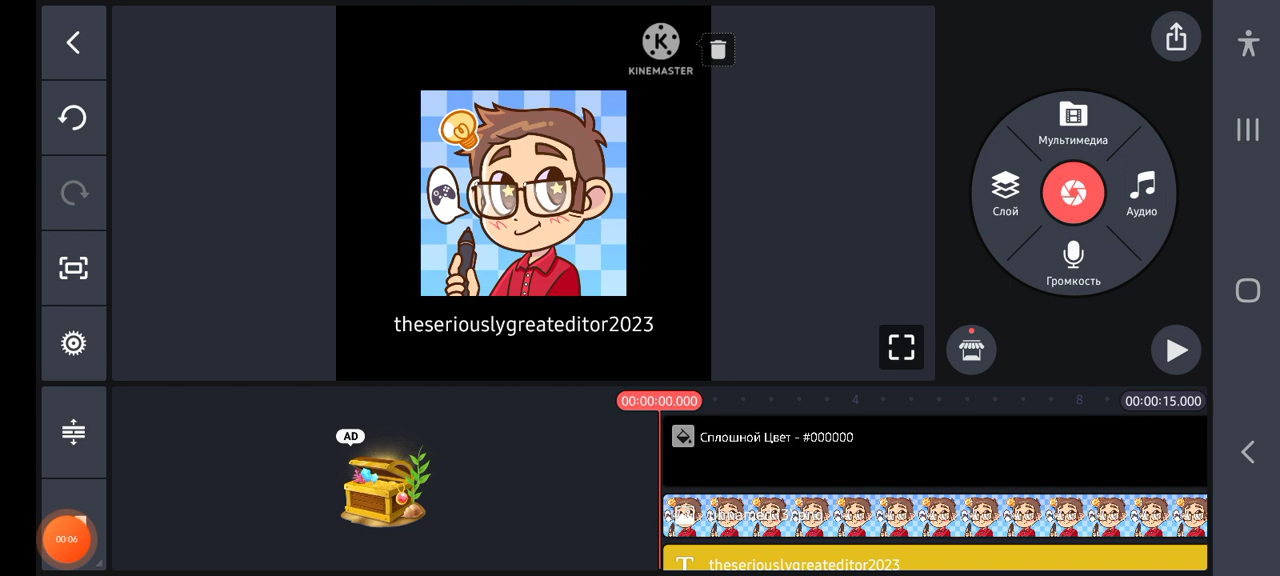 KINEMASTER
theseriouslygreateditor2023
Мультимедиа
Слой
Аудио
Громкость
00:00:00.000
4
8
00:00:15.000
AD
Сплошной Цвет - #000000
theseriouslygreateditor2023
00:06